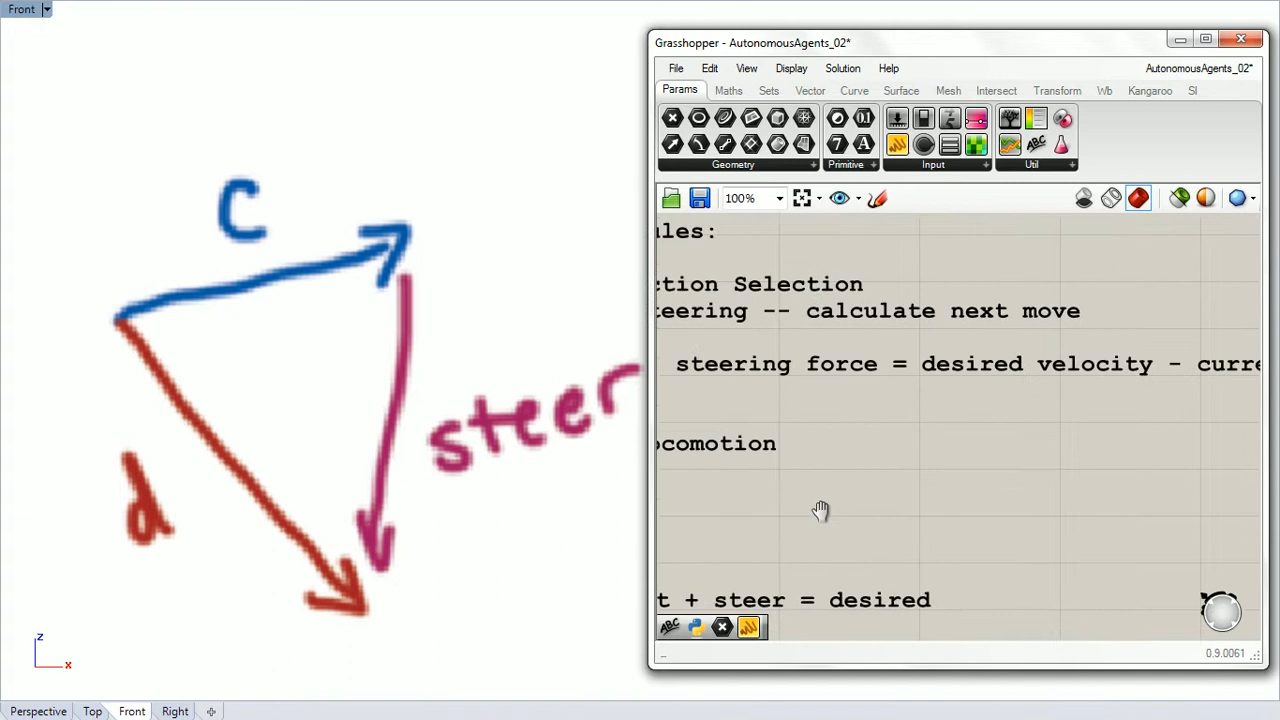 Front
C
d
steer
Perspective Top Front Right
z
x
Grasshopper - AutonomousAgents_02*
File Edit View Display Solution Help AutonomousAgents_02*
Params Maths Sets Vector Curve Surface Mesh Intersect Transform Wb Kangaroo SI
Geometry Primitive Input Util
100%
ules:
ction Selection
teering -- calculate next move
steering force = desired velocity - curre
ocomotion
t + steer = desired
0.9.0061